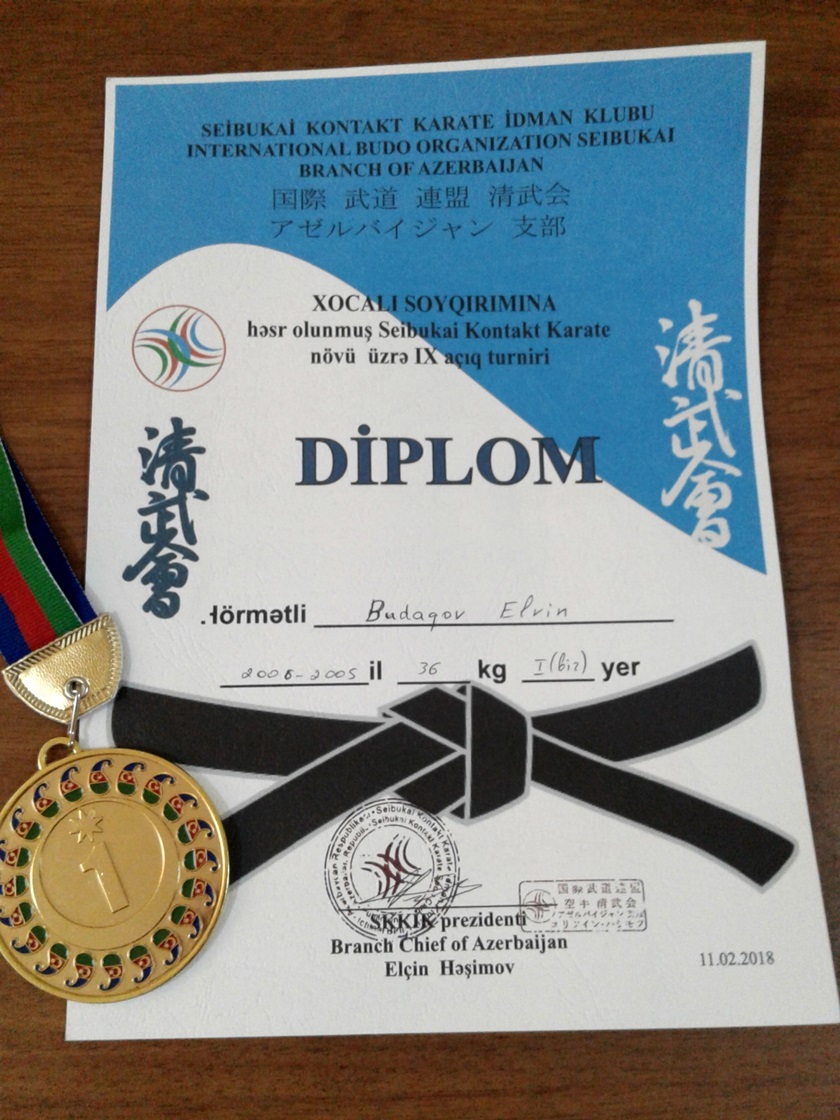 SEİBUKAİ KONTAKT KARATE İDMAN KLUBU
INTERNATIONAL BUDO ORGANIZATION SEIBUKAI
BRANCH OF AZERBAIJAN
国際 武道 連盟 清武会
アゼルバイジャン 支部
XOCALI SOYQIRIMINA
həsr olunmuş Seibukai Kontakt Karate
növü üzrə IX açıq turniri
清武會
清武會
DİPLOM
Hörmətli Budaqov Elvin
2006-2005 il 36 kg I(bir) yer
1
SKKİK prezidenti
Branch Chief of Azerbaijan
Elçin Həşimov
11.02.2018